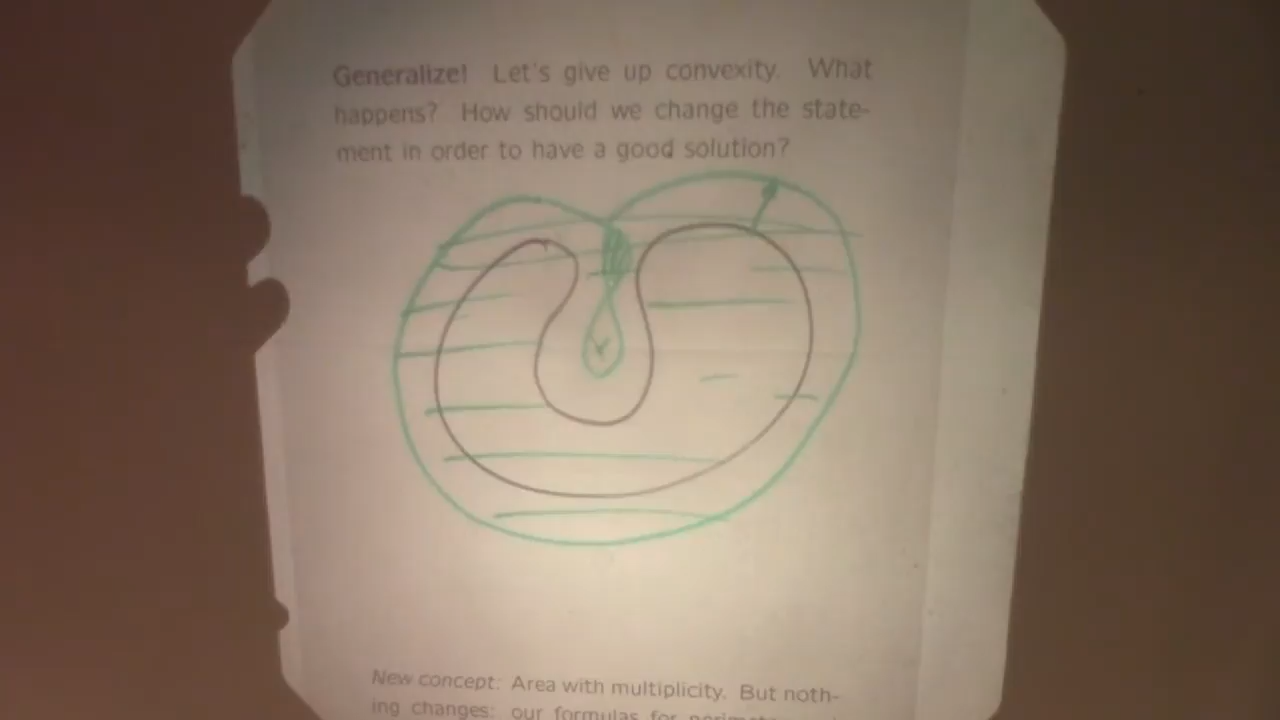 Generalize! Let's give up convexity. What
happens? How should we change the state-
ment in order to have a good solution?
New concept: Area with multiplicity. But noth-
ing changes: our formulas for